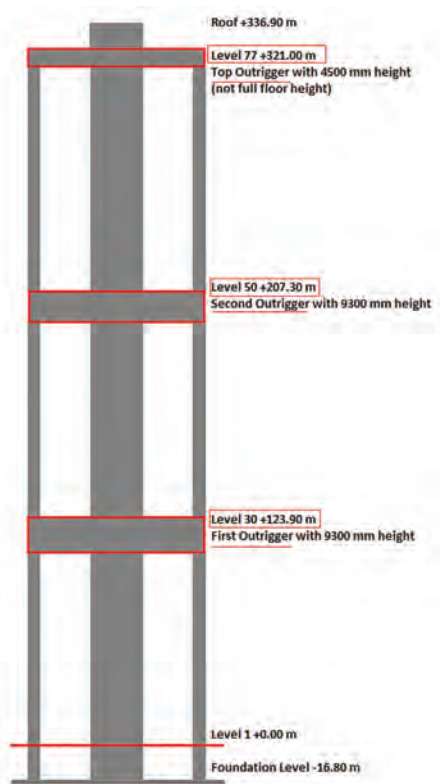 Roof +336.90 m
Level 77 +321.00 m
Top Outrigger with 4500 mm height
(not full floor height)
Level 50 +207.30 m
Second Outrigger with 9300 mm height
Level 30 +123.90 m
First Outrigger with 9300 mm height
Level 1 +0.00 m
Foundation Level -16.80 m